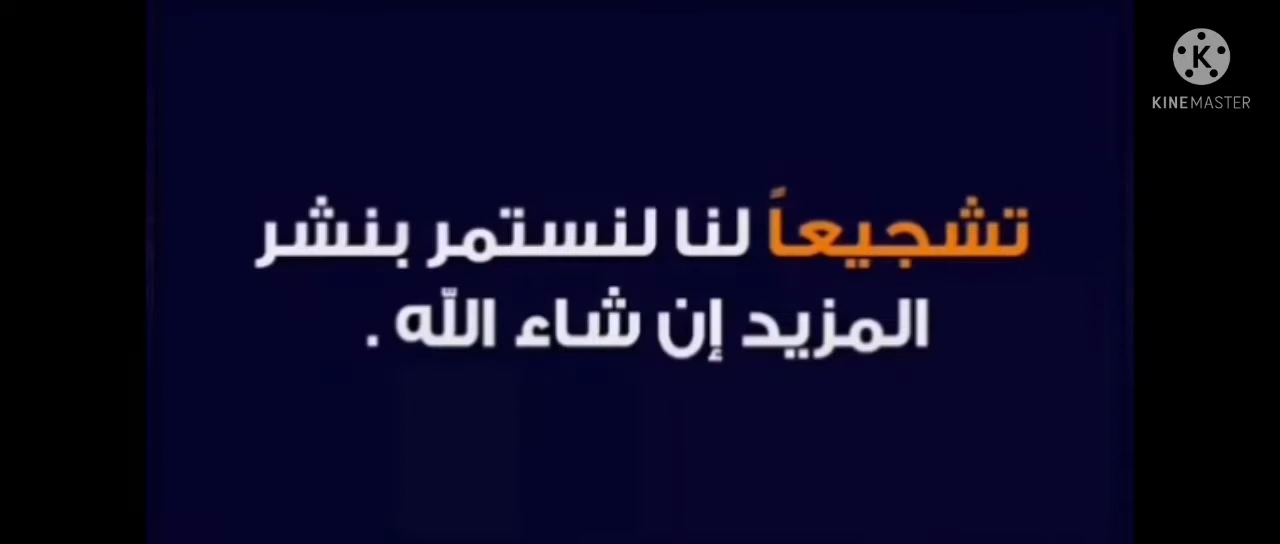 K
KINEMASTER
تشجيعاً لنا لنستمر بنشر
المزيد إن شاء الله .